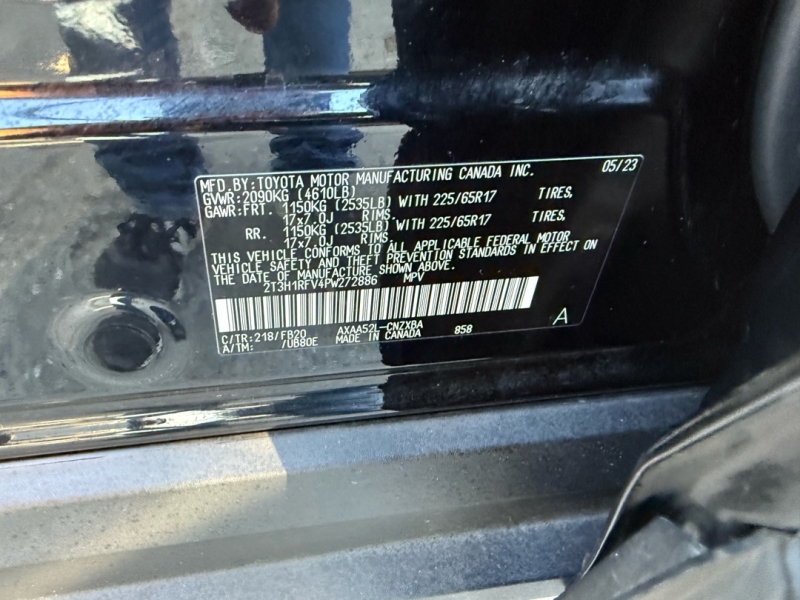 MFD.BY:TOYOTA MOTOR MANUFACTURING CANADA INC. 05/23
GVWR:2090KG (4610LB)
GAWR:FRT. 1150KG (2535LB) WITH 225/65R17 TIRES,
17x7.0J RIMS.
RR. 1150KG (2535LB) WITH 225/65R17 TIRES,
17x7.0J RIMS.
THIS VEHICLE CONFORMS TO ALL APPLICABLE FEDERAL MOTOR
VEHICLE SAFETY AND THEFT PREVENTION STANDARDS IN EFFECT ON
THE DATE OF MANUFACTURE SHOWN ABOVE.
2T3H1RFV4PW272886 MPV
C/TR:218/FB20 AXAA52L-CNZXBA 858 A
A/TM: /U680E MADE IN CANADA